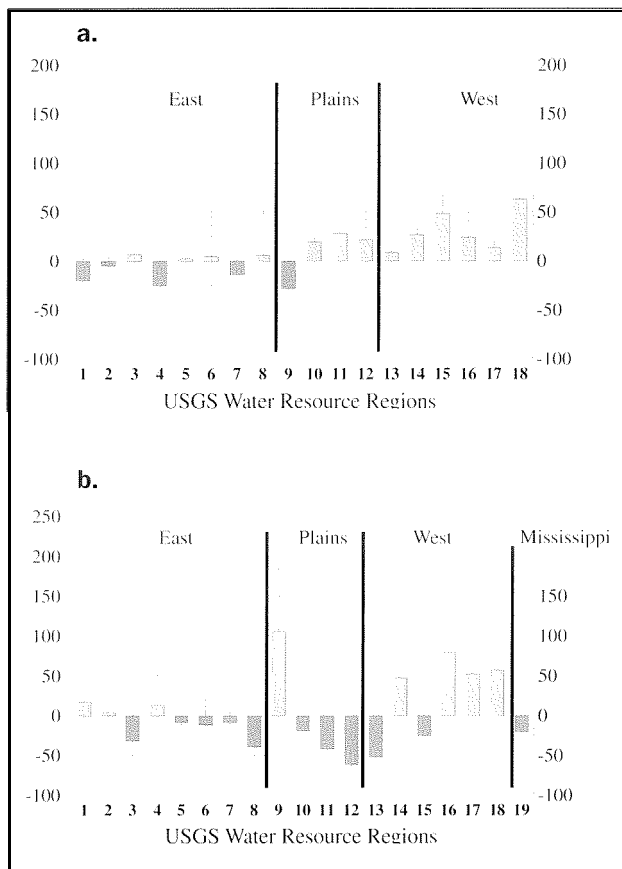 a.
200 200
150 150
East Plains West
100 100
50 50
0 0
-50 -50
-100 -100
1 2 3 4 5 6 7 8 9 10 11 12 13 14 15 16 17 18
USGS Water Resource Regions
b.
250
East Plains West Mississippi
200
150 150
100 100
50 50
0 0
-50 -50
-100 -100
1 2 3 4 5 6 7 8 9 10 11 12 13 14 15 16 17 18 19
USGS Water Resource Regions